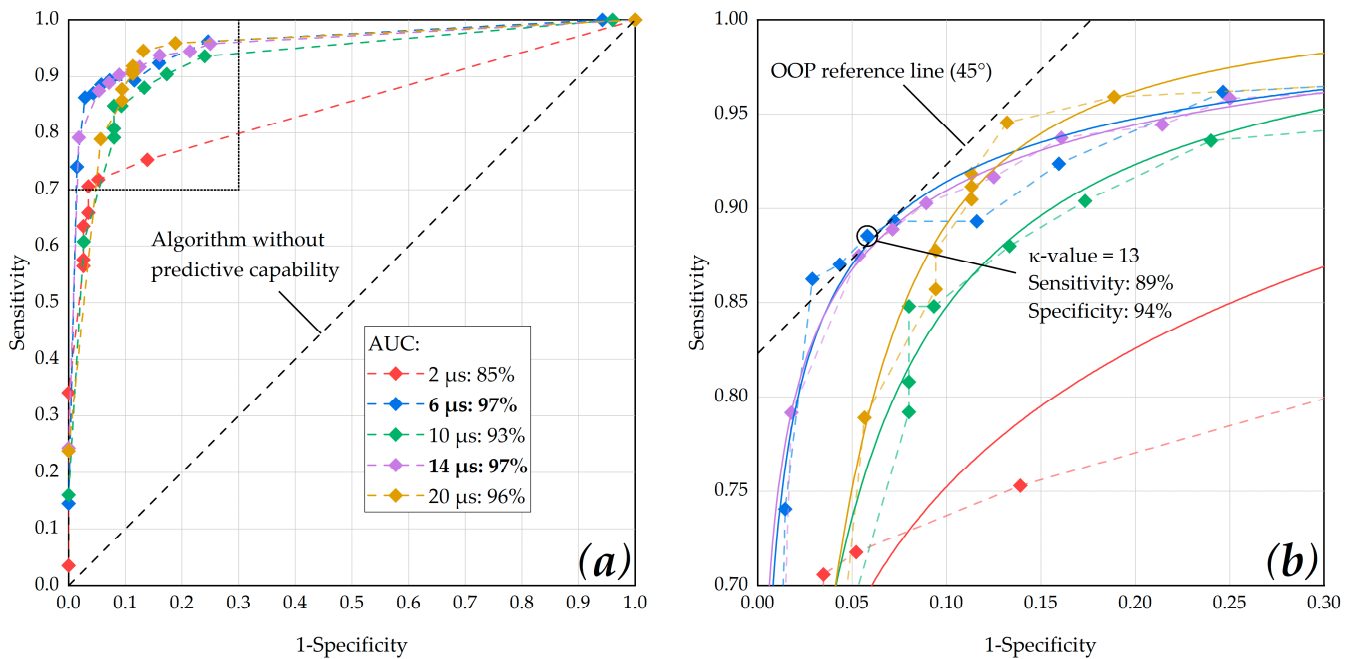 1.0
0.9
0.8
0.7
0.6
0.5
0.4
0.3
0.2
0.1
0.0
Sensitivity
Algorithm without
predictive capability
AUC:
2 μs: 85%
6 μs: 97%
10 μs: 93%
14 μs: 97%
20 μs: 96%
(a)
0.0 0.1 0.2 0.3 0.4 0.5 0.6 0.7 0.8 0.9 1.0
1-Specificity
1.00
0.95
0.90
0.85
0.80
0.75
0.70
Sensitivity
OOP reference line (45°)
κ-value = 13
Sensitivity: 89%
Specificity: 94%
(b)
0.00 0.05 0.10 0.15 0.20 0.25 0.30
1-Specificity